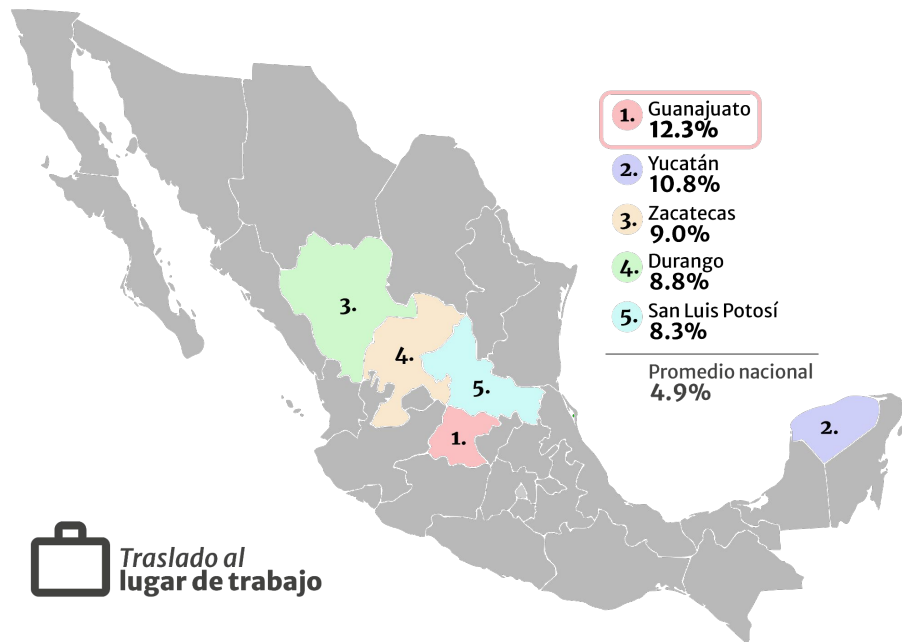 1. Guanajuato
12.3%
2. Yucatán
10.8%
3. Zacatecas
9.0%
4. Durango
8.8%
5. San Luis Potosí
8.3%
Promedio nacional
4.9%
3.
4.
5.
1.
2.
Traslado al
lugar de trabajo